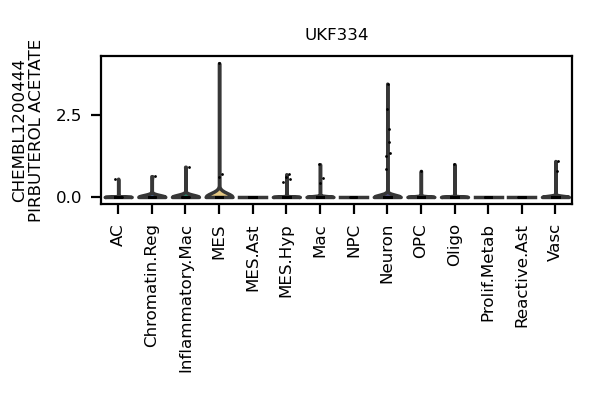 UKF334
CHEMBL1200444
PIRBUTEROL ACETATE
2.5
0.0
AC
Chromatin.Reg
Inflammatory.Mac
MES
MES.Ast
MES.Hyp
Mac
NPC
Neuron
OPC
Oligo
Prolif.Metab
Reactive.Ast
Vasc